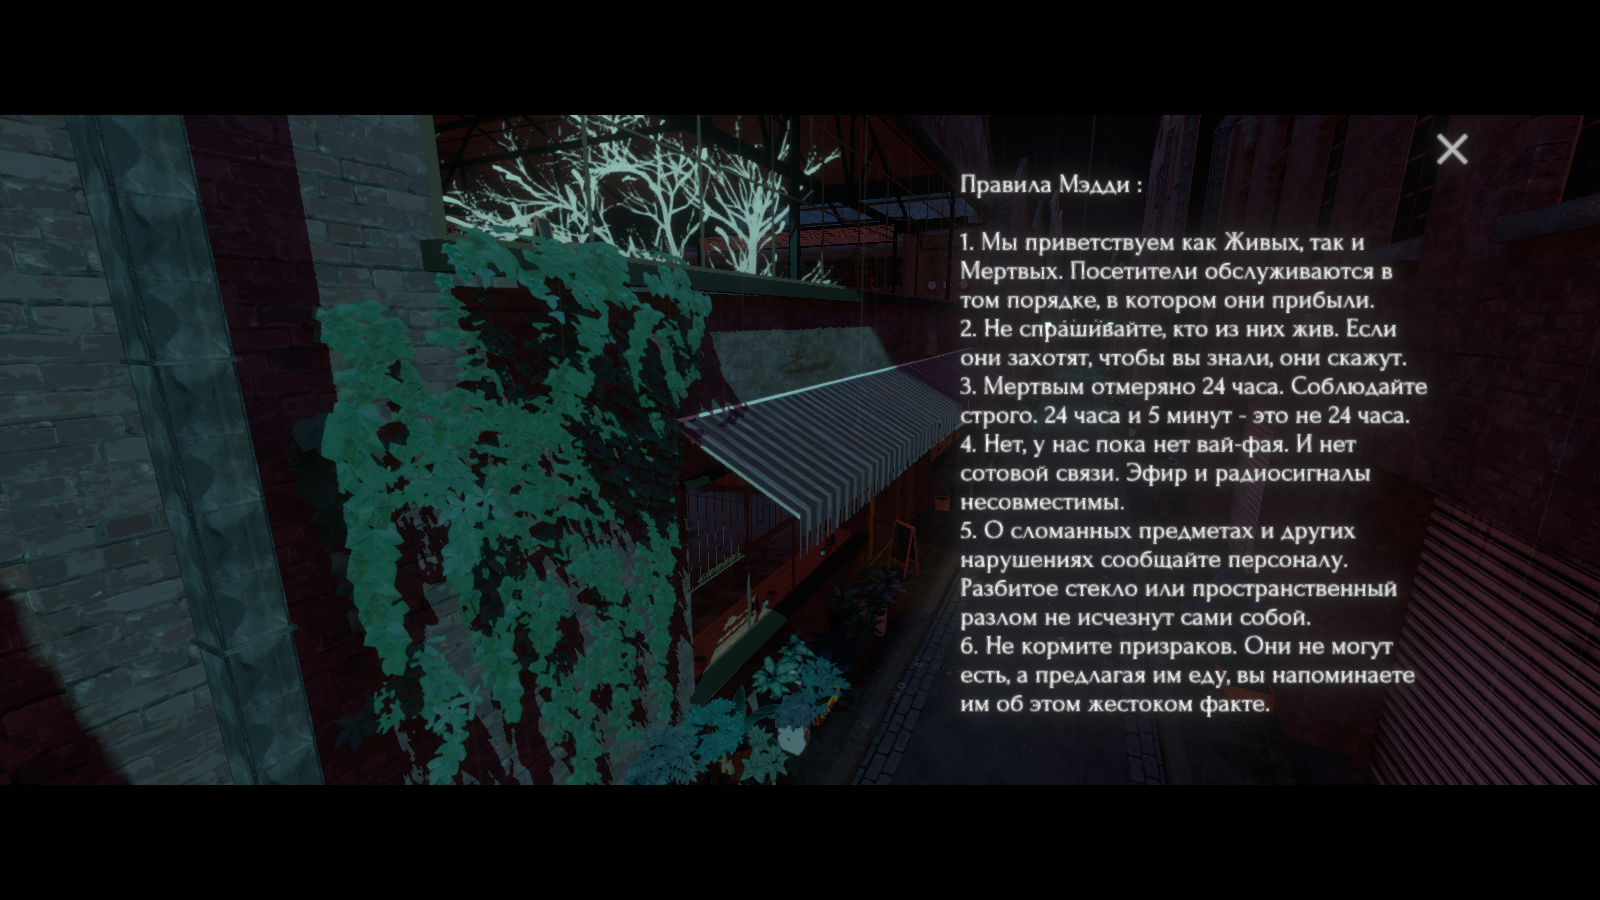 Правила Мэдди :
1. Мы приветствуем как Живых, так и
Мертвых. Посетители обслуживаются в
том порядке, в котором они прибыли.
2. Не спрашивайте, кто из них жив. Если
они захотят, чтобы вы знали, они скажут.
3. Мертвым отмеряно 24 часа. Соблюдайте
строго. 24 часа и 5 минут - это не 24 часа.
4. Нет, у нас пока нет вай-фая. И нет
сотовой связи. Эфир и радиосигналы
несовместимы.
5. О сломанных предметах и других
нарушениях сообщайте персоналу.
Разбитое стекло или пространственный
разлом не исчезнут сами собой.
6. Не кормите призраков. Они не могут
есть, а предлагая им еду, вы напоминаете
им об этом жестоком факте.